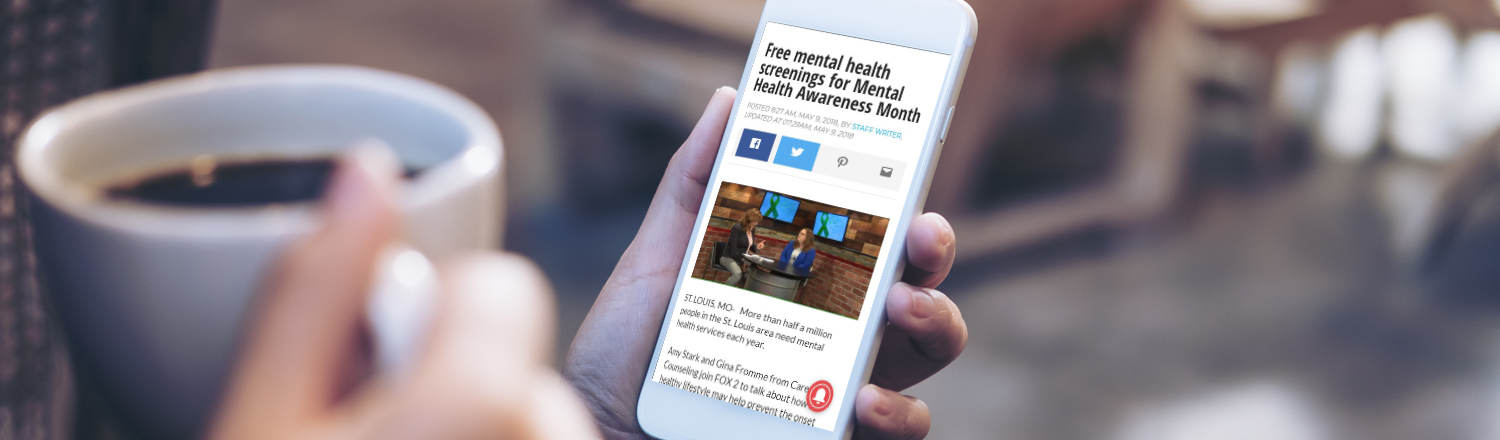 Free mental health
screenings for Mental
Health Awareness Month
POSTED 8:27 AM, MAY 9, 2018, BY STAFF WRITER,
UPDATED AT 07:29AM, MAY 9, 2018
ST. LOUIS, MO- More than half a million
people in the St. Louis area need mental
health services each year.
Amy Stark and Gina Fromme from Care
Counseling join FOX 2 to talk about how
healthy lifestyle may help prevent the onset